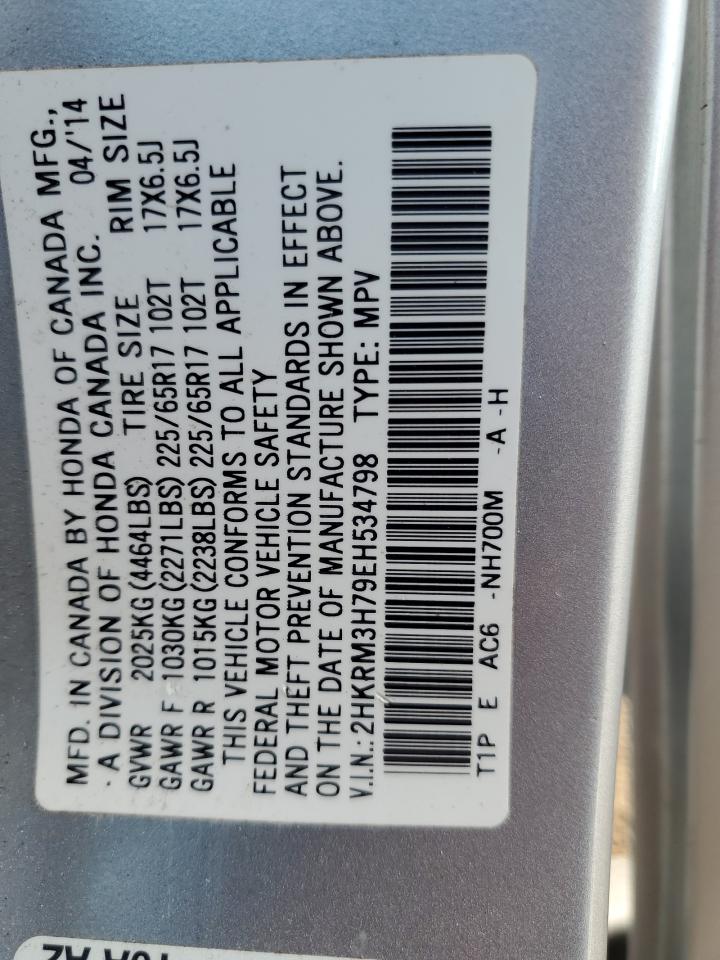 MFD. IN CANADA BY HONDA OF CANADA MFG.,
A DIVISION OF HONDA CANADA INC. 04/'14
GVWR 2025KG (4464LBS) TIRE SIZE RIM SIZE
GAWR F 1030KG (2271LBS) 225/65R17 102T 17X6.5J
GAWR R 1015KG (2238LBS) 225/65R17 102T 17X6.5J
THIS VEHICLE CONFORMS TO ALL APPLICABLE
FEDERAL MOTOR VEHICLE SAFETY
AND THEFT PREVENTION STANDARDS IN EFFECT
ON THE DATE OF MANUFACTURE SHOWN ABOVE.
V.I.N.: 2HKRM3H79EH534798 TYPE: MPV
T1P E AC6 -NH700M -A -H